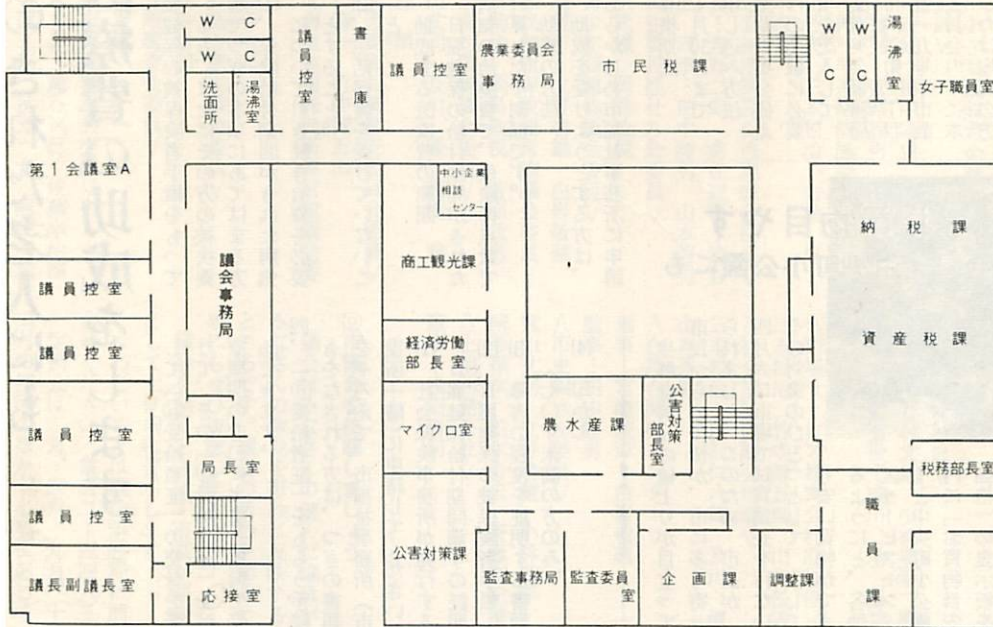 WC
WC
洗面所
湯沸室
議員控室
書庫
議員控室
農業委員会
事務局
市民税課
WC
WC
湯沸室
女子職員室
第1会議室A
中小企業
相談
センター
納税課
商工観光課
議会事務局
議員控室
議員控室
経済労働
部長室
資産税課
議員控室
マイクロ室
農水産課
公害対策
部長室
局長室
税務部長室
議員控室
職員課
公害対策課
議長副議長室
応接室
監査事務局
監査委員
室
企画課
調整課